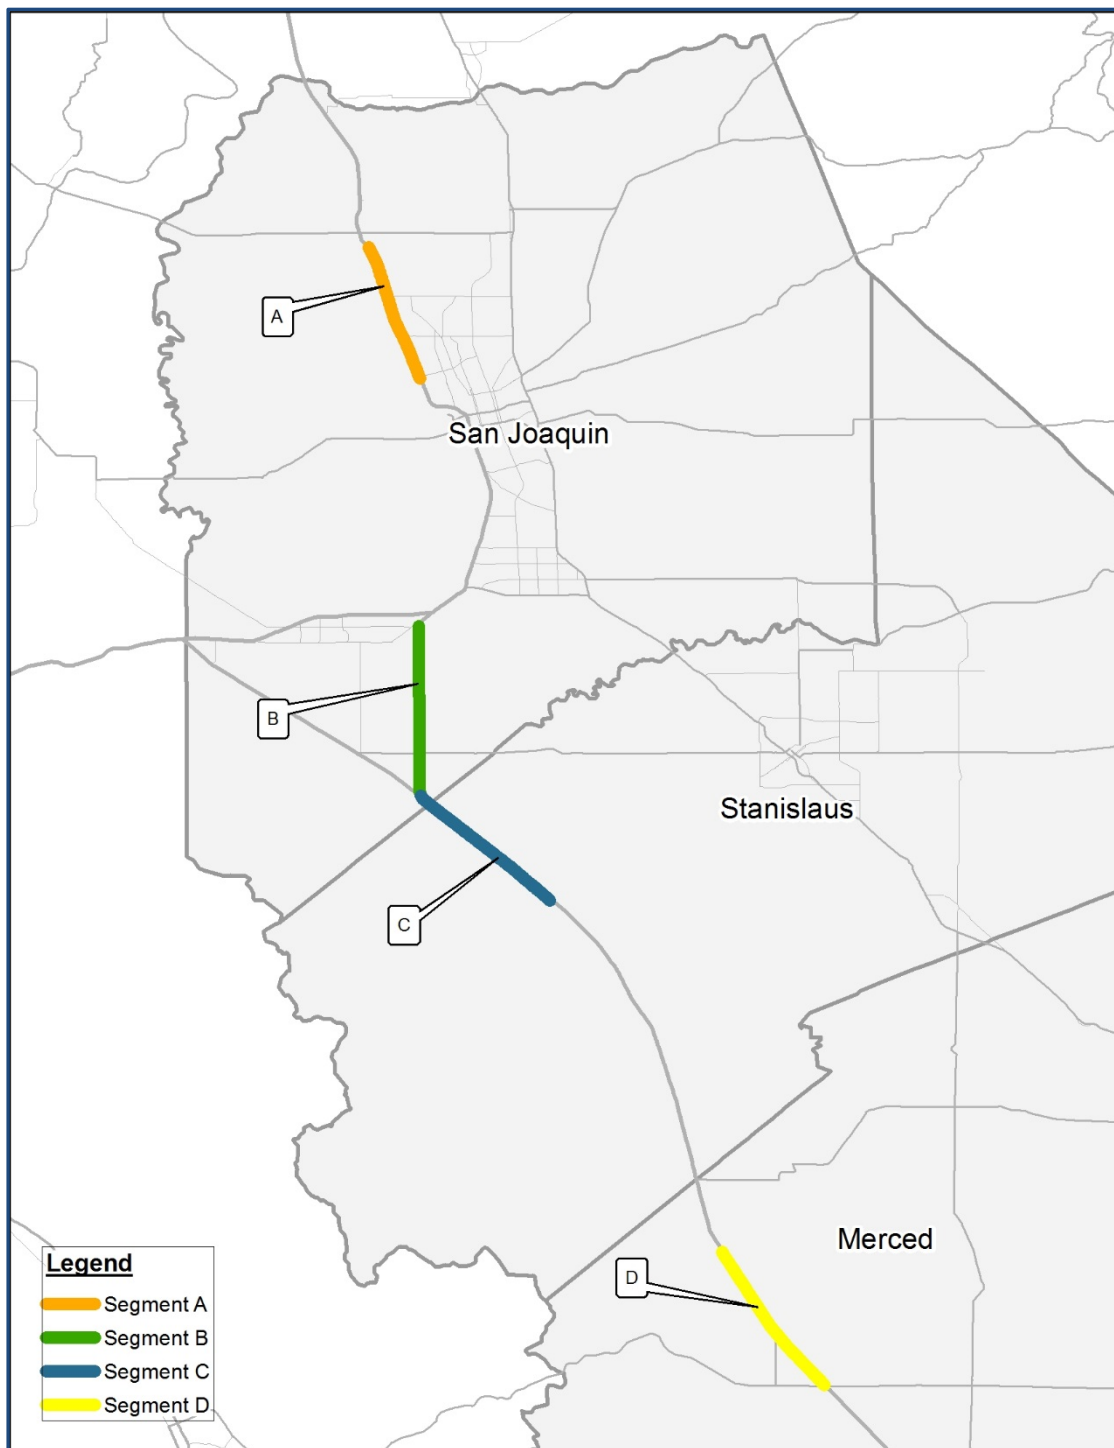 A
San Joaquin
B
Stanislaus
C
Merced
D
Legend
Segment A
Segment B
Segment C
Segment D